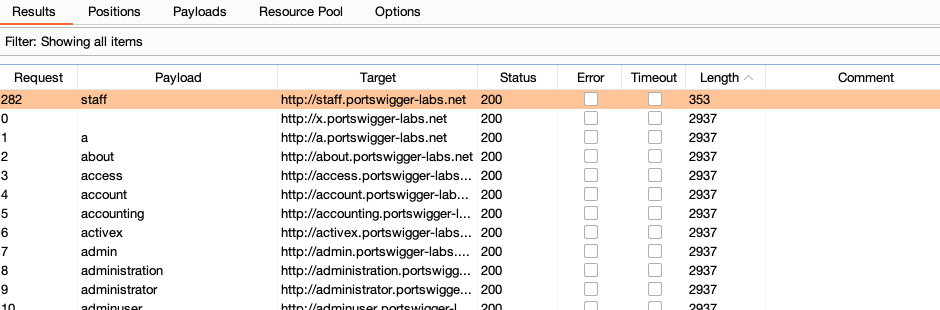 Results Positions Payloads Resource Pool Options
Filter: Showing all items
Request Payload Target Status Error Timeout Length Comment
282 staff http://staff.portswigger-labs.net 200 353
0 http://x.portswigger-labs.net 200 2937
1 a http://a.portswigger-labs.net 200 2937
2 about http://about.portswigger-labs.net 200 2937
3 access http://access.portswigger-labs... 200 2937
4 account http://account.portswigger-lab... 200 2937
5 accounting http://accounting.portswigger-l... 200 2937
6 activex http://activex.portswigger-labs... 200 2937
7 admin http://admin.portswigger-labs.... 200 2937
8 administration http://administration.portswigg... 200 2937
9 administrator http://administrator.portswigge... 200 2937
10 adminuser http://adminuser.portswigger-l... 200 2937